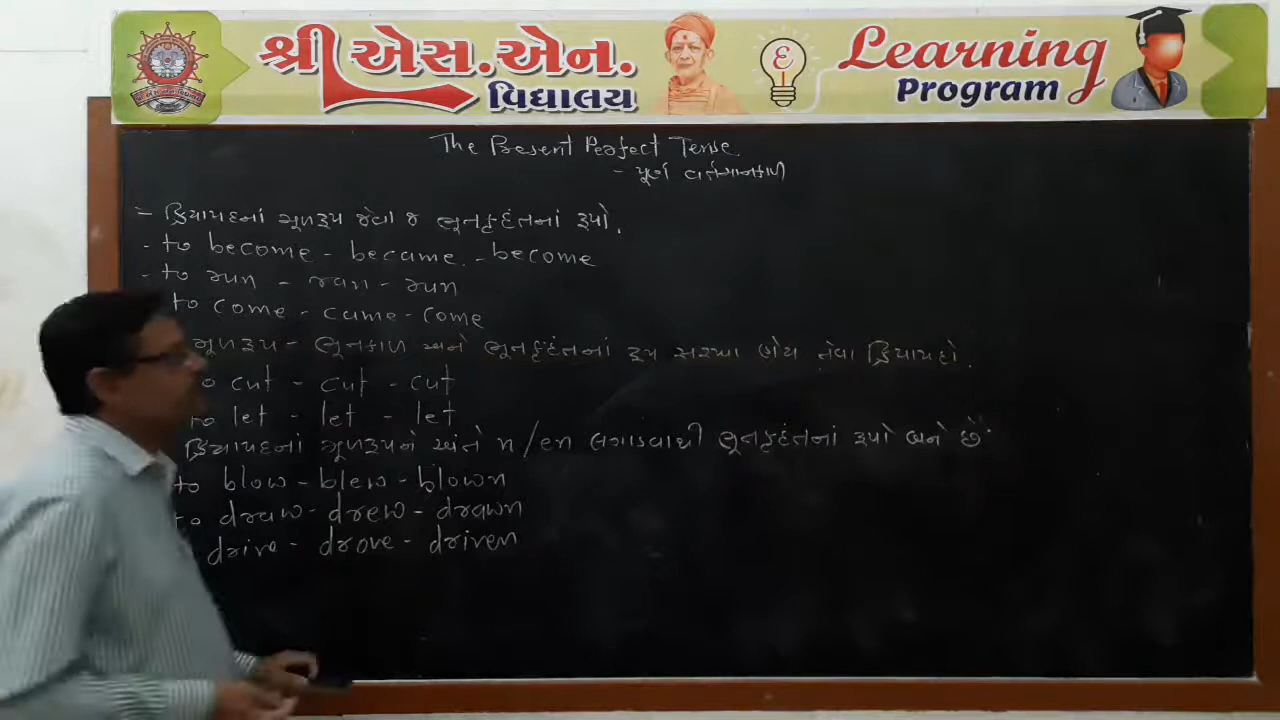 શ્રી એસ.એન.
વિદ્યાલય
ε
Learning
Program
The Present Perfect Tense.
- પૂર્ણ વર્તમાનકાળ
- ક્રિયાપદનાં મૂળરૂપ જેવા જ ભૂતકૃદંતનાં રૂપો.
- to become - became - become
- to run - ran - run
to come - came - come
મૂળરૂપ - ભૂતકાળ અને ભૂતકૃદંતનાં રૂપ સરખા હોય તેવા ક્રિયાપદો.
to cut - cut - cut
to let - let - let
ક્રિયાપદનાં મૂળરૂપને અંતે n/en લગાડવાથી ભૂતકૃદંતનાં રૂપો બને છે.
to blow - blew - blown
to draw - drew - drawn
drive - drove - driven